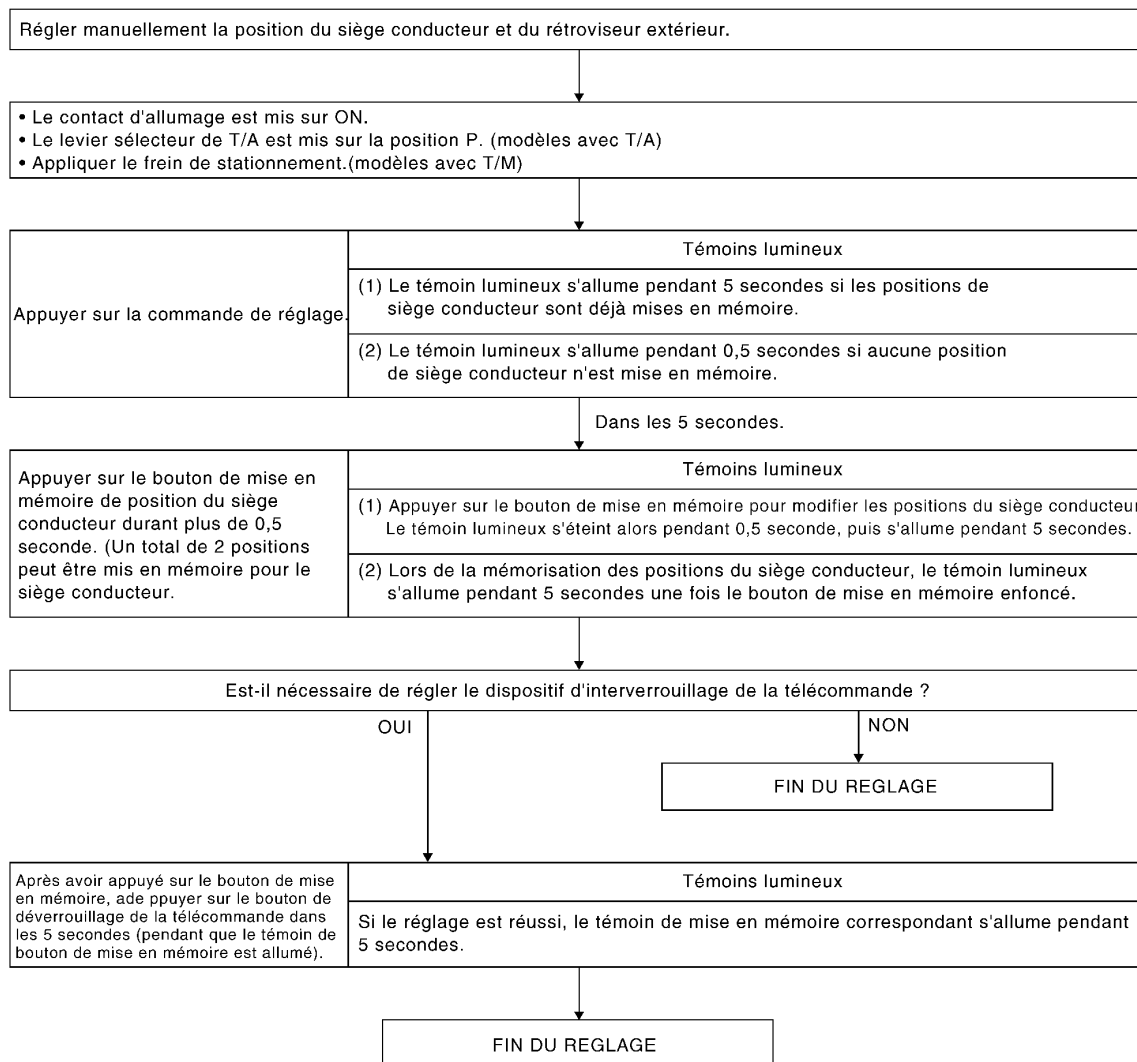 Régler manuellement la position du siège conducteur et du rétroviseur extérieur.
• Le contact d'allumage est mis sur ON.
• Le levier sélecteur de T/A est mis sur la position P. (modèles avec T/A)
• Appliquer le frein de stationnement.(modèles avec T/M)
Appuyer sur la commande de réglage.
Témoins lumineux
(1) Le témoin lumineux s'allume pendant 5 secondes si les positions de
siège conducteur sont déjà mises en mémoire.
(2) Le témoin lumineux s'allume pendant 0,5 secondes si aucune position
de siège conducteur n'est mise en mémoire.
Dans les 5 secondes.
Appuyer sur le bouton de mise en
mémoire de position du siège
conducteur durant plus de 0,5
seconde. (Un total de 2 positions
peut être mis en mémoire pour le
siège conducteur.
Témoins lumineux
(1) Appuyer sur le bouton de mise en mémoire pour modifier les positions du siège conducteur
Le témoin lumineux s'éteint alors pendant 0,5 seconde, puis s'allume pendant 5 secondes.
(2) Lors de la mémorisation des positions du siège conducteur, le témoin lumineux
s'allume pendant 5 secondes une fois le bouton de mise en mémoire enfoncé.
Est-il nécessaire de régler le dispositif d'interverrouillage de la télécommande ?
OUI
NON
FIN DU REGLAGE
Après avoir appuyé sur le bouton de mise
en mémoire, ade ppuyer sur le bouton de
déverrouillage de la télécommande dans
les 5 secondes (pendant que le témoin de
bouton de mise en mémoire est allumé).
Témoins lumineux
Si le réglage est réussi, le témoin de mise en mémoire correspondant s'allume pendant
5 secondes.
FIN DU REGLAGE